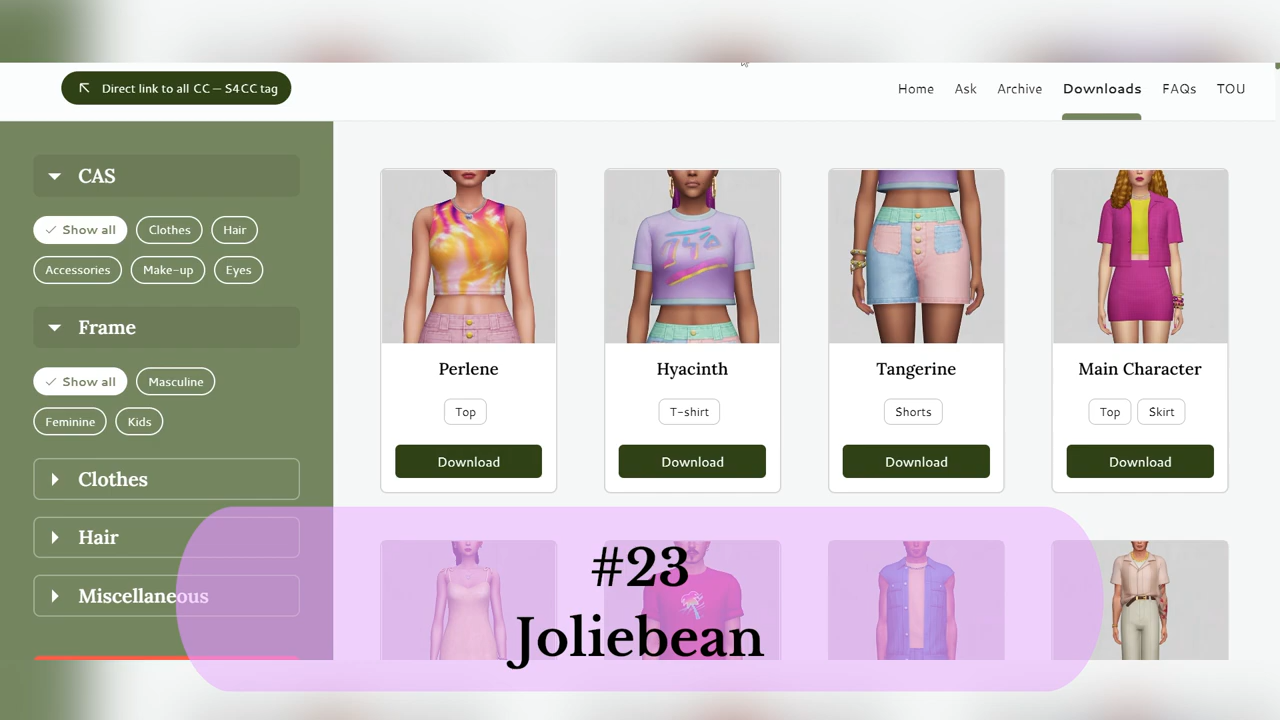 Direct link to all CC – S4CC tag
Home Ask Archive Downloads FAQs TOU
CAS
Show all Clothes Hair
Accessories Make-up Eyes
Frame
Show all Masculine
Feminine Kids
Clothes
Hair
Miscellaneous
Perlene Hyacinth Tangerine Main Character
Top T-shirt Shorts Top Skirt
Download Download Download Download
#23
Joliebean